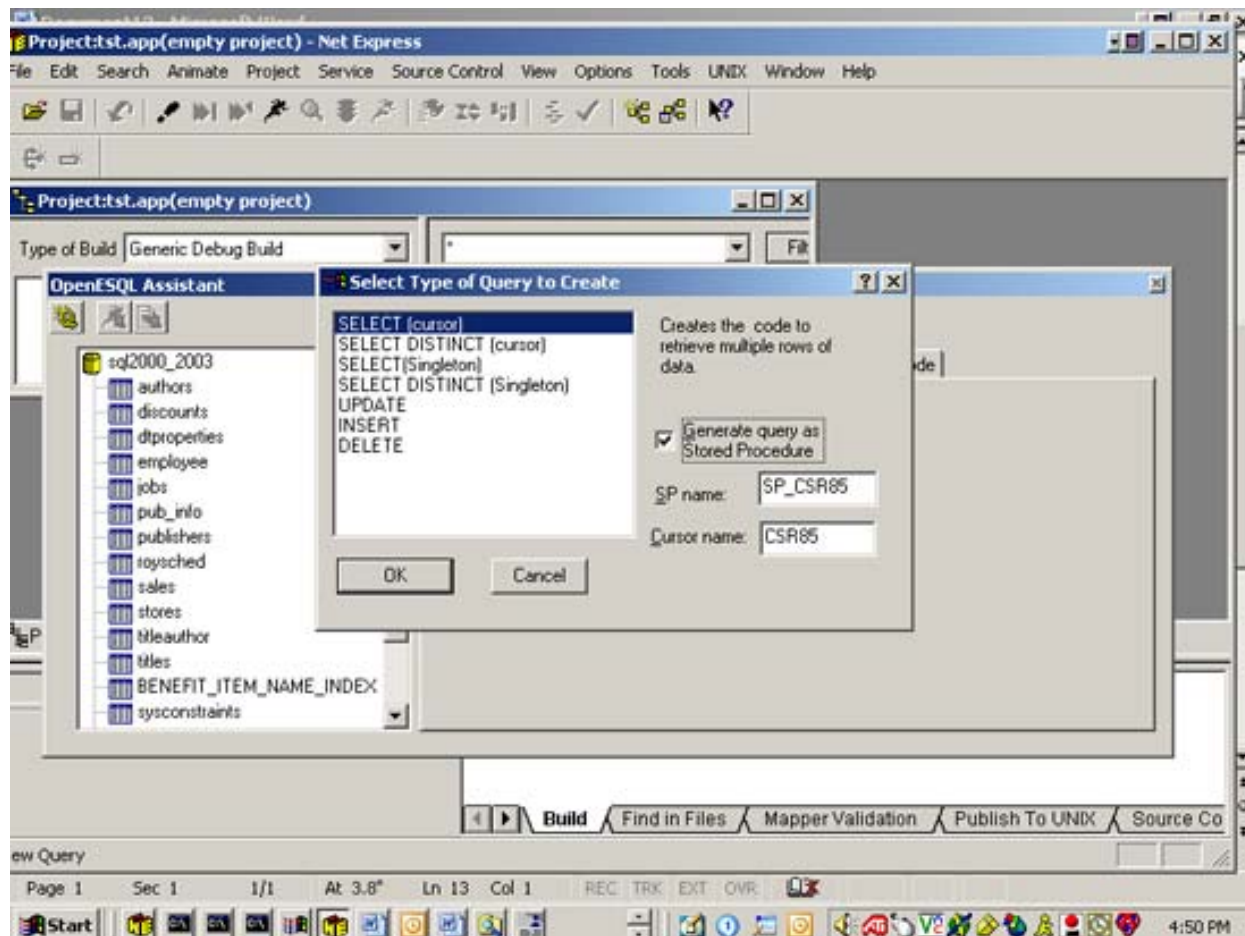 Project:tst.app(empty project) - Net Express
File Edit Search Animate Project Service Source Control View Options Tools UNIX Window Help
Project:tst.app(empty project)
Type of Build Generic Debug Build * Filt
OpenESQL Assistant
Select Type of Query to Create
SELECT (cursor)
SELECT DISTINCT (cursor)
SELECT(Singleton)
SELECT DISTINCT (Singleton)
UPDATE
INSERT
DELETE
Creates the code to
retrieve multiple rows of
data.
Generate query as
Stored Procedure
SP name: SP_CSR85
Cursor name: CSR85
OK Cancel
ode
sql2000_2003
authors
discounts
dtproperties
employee
jobs
pub_info
publishers
roysched
sales
stores
titleauthor
titles
BENEFIT_ITEM_NAME_INDEX
sysconstraints
P
Build Find in Files Mapper Validation Publish To UNIX Source Co
ew Query
Page 1 Sec 1 1/1 At 3.8" Ln 13 Col 1 REC TRK EXT OVR
Start 4:50 PM